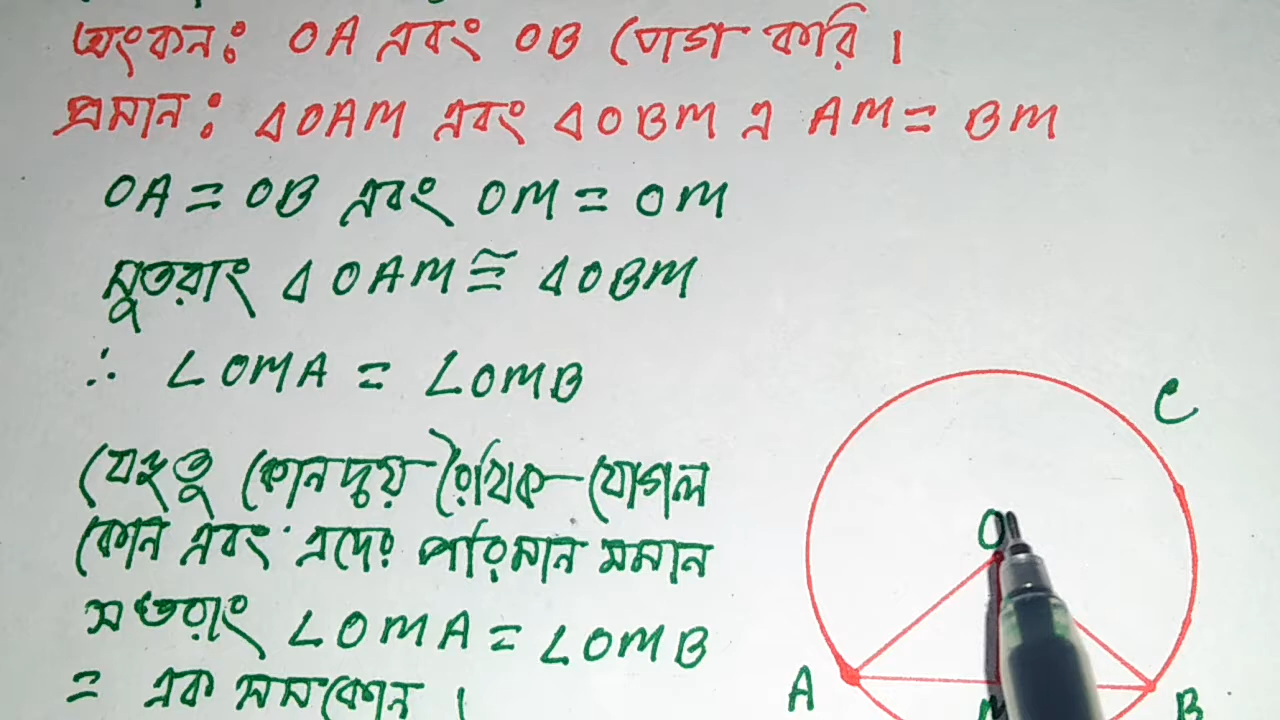 অংকন: OA এবং OB যোগ করি।
প্রমান: ΔOAM এবং ΔOBM এ AM = BM
OA = OB এবং OM = OM
সুতরাং ΔOAM ≅ ΔOBM
∴ ∠OMA = ∠OMB
যেহেতু কোনদ্বয় রৈখিক যোগল
কোন এবং এদের পরিমান সমান
সুতরাং ∠OMA = ∠OMB
= এক সমকোন।
C
O
A
M
B